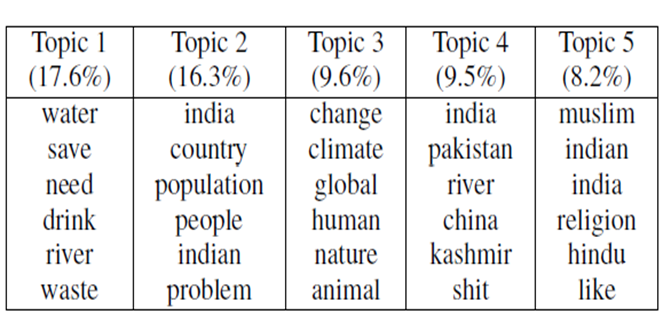 Topic 1 Topic 2 Topic 3 Topic 4 Topic 5
(17.6%) (16.3%) (9.6%) (9.5%) (8.2%)
water india change india muslim
save country climate pakistan indian
need population global river india
drink people human china religion
river indian nature kashmir hindu
waste problem animal shit like